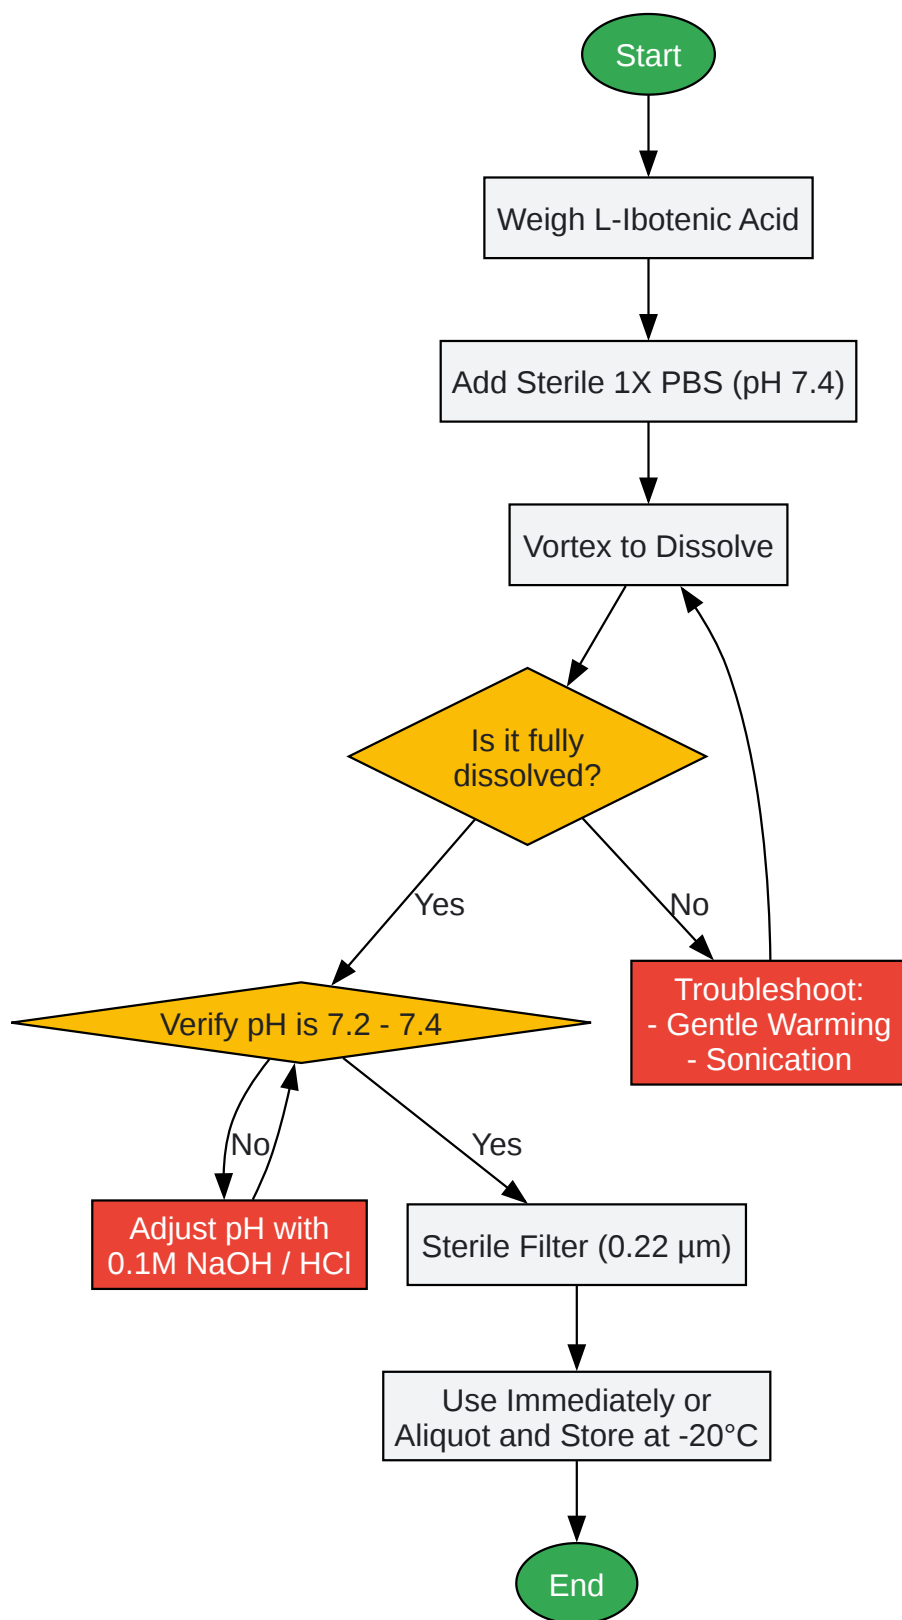 Start
Weigh L-Ibotenic Acid
Add Sterile 1X PBS (pH 7.4)
Vortex to Dissolve
Is it fully
dissolved?
Yes
No
Troubleshoot:
- Gentle Warming
- Sonication
Verify pH is 7.2 - 7.4
No
Yes
Adjust pH with
0.1M NaOH / HCl
Sterile Filter (0.22 µm)
Use Immediately or
Aliquot and Store at -20°C
End